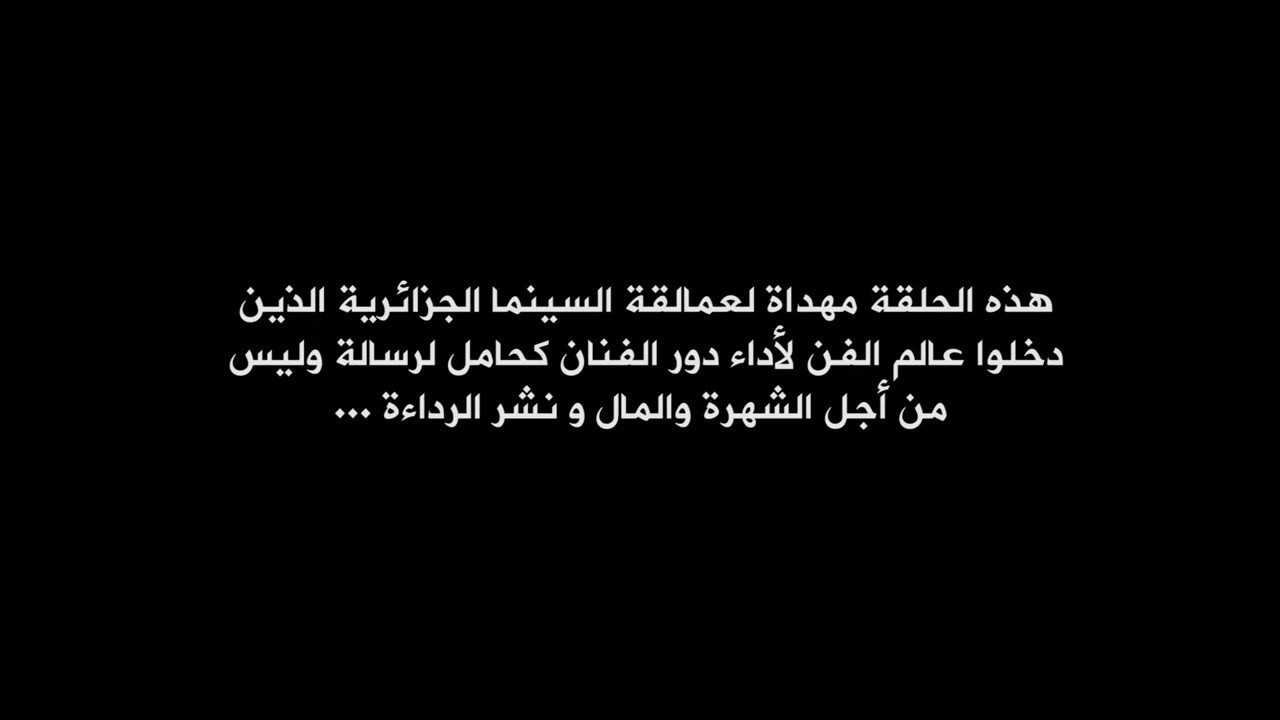 هذه الحلقة مهداة لعمالقة السينما الجزائرية الذين
دخلوا عالم الفن لأداء دور الفنان كحامل لرسالة وليس
من أجل الشهرة والمال و نشر الرداءة ...